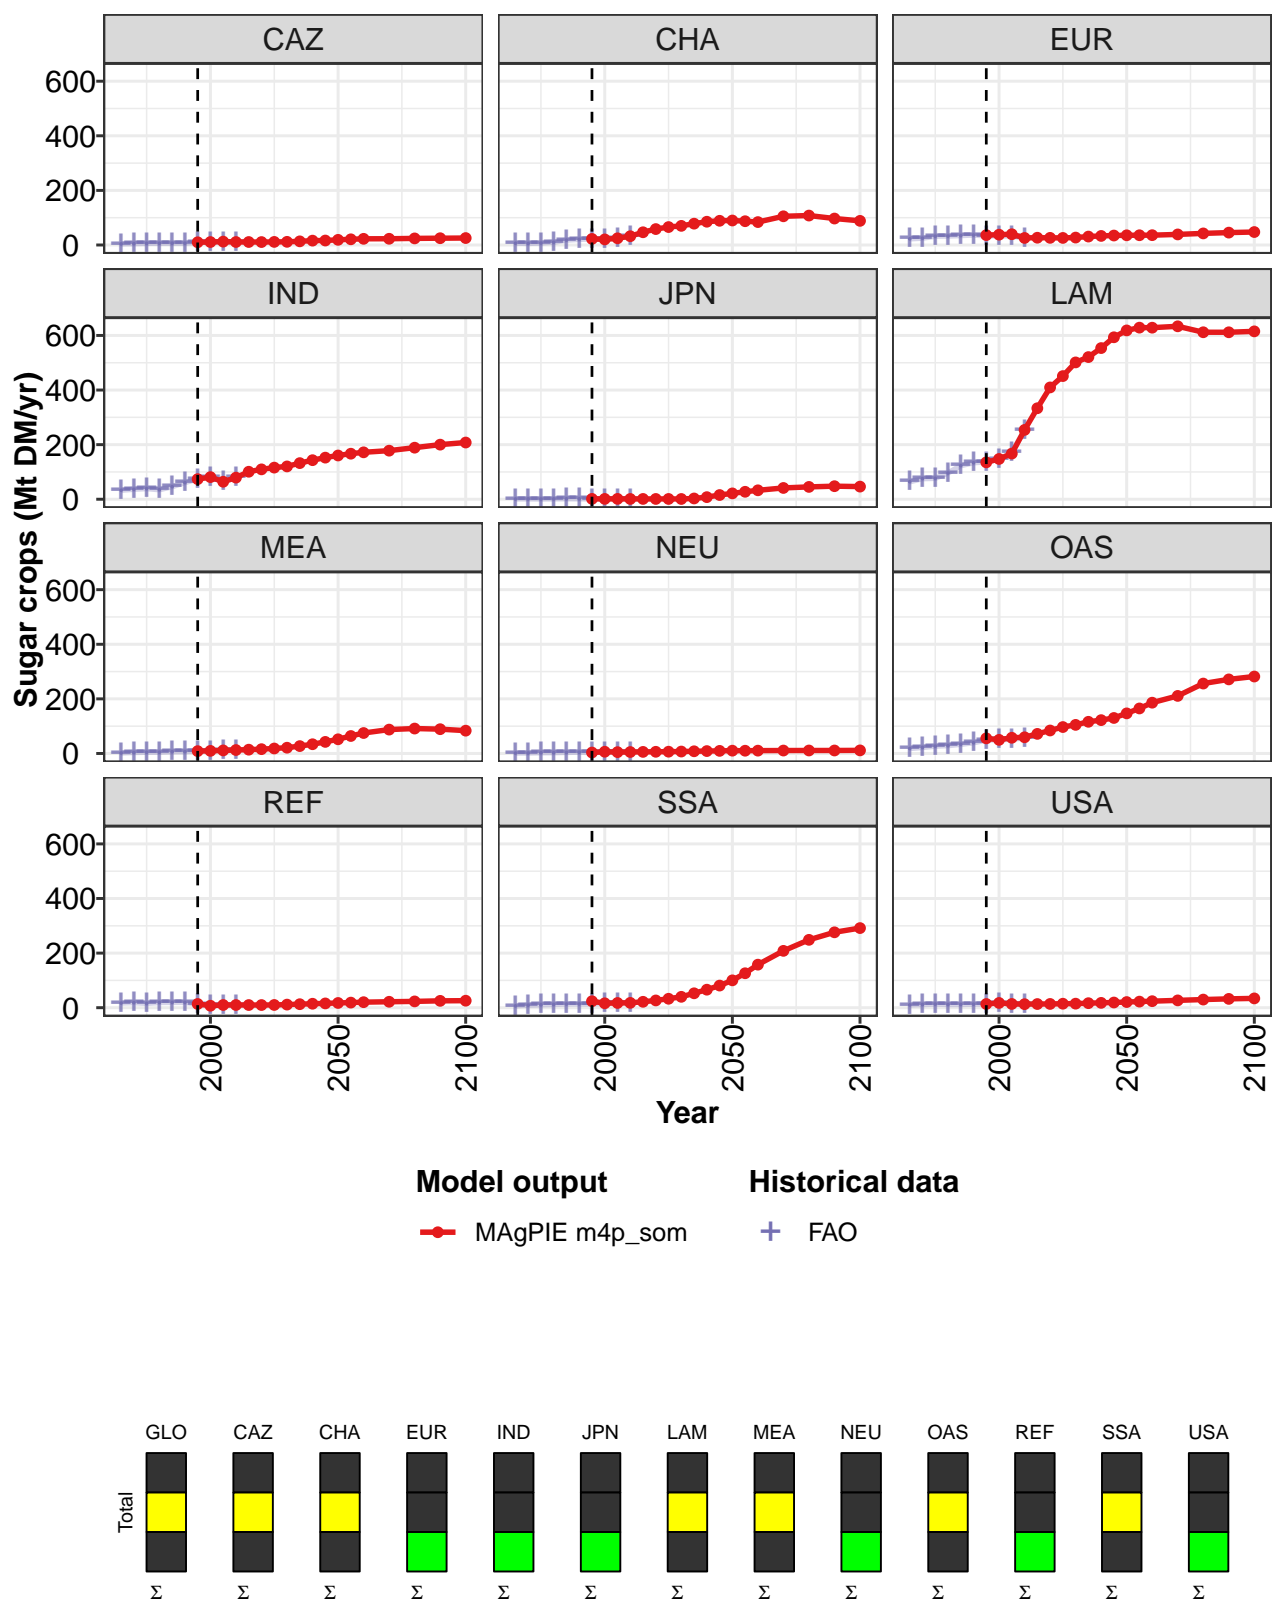 CAZ CHA EUR
600
400
200
0
IND JPN LAM
600
400
200
0
MEA NEU OAS
600
400
200
0
REF SSA USA
600
400
200
0
Sugar crops (Mt DM/yr)
2000 2050 2100 2000 2050 2100 2000 2050 2100
Year
Model output Historical data
MAgPIE m4p_som FAO
GLO CAZ CHA EUR IND JPN LAM MEA NEU OAS REF SSA USA
Total
Σ Σ Σ Σ Σ Σ Σ Σ Σ Σ Σ Σ Σ